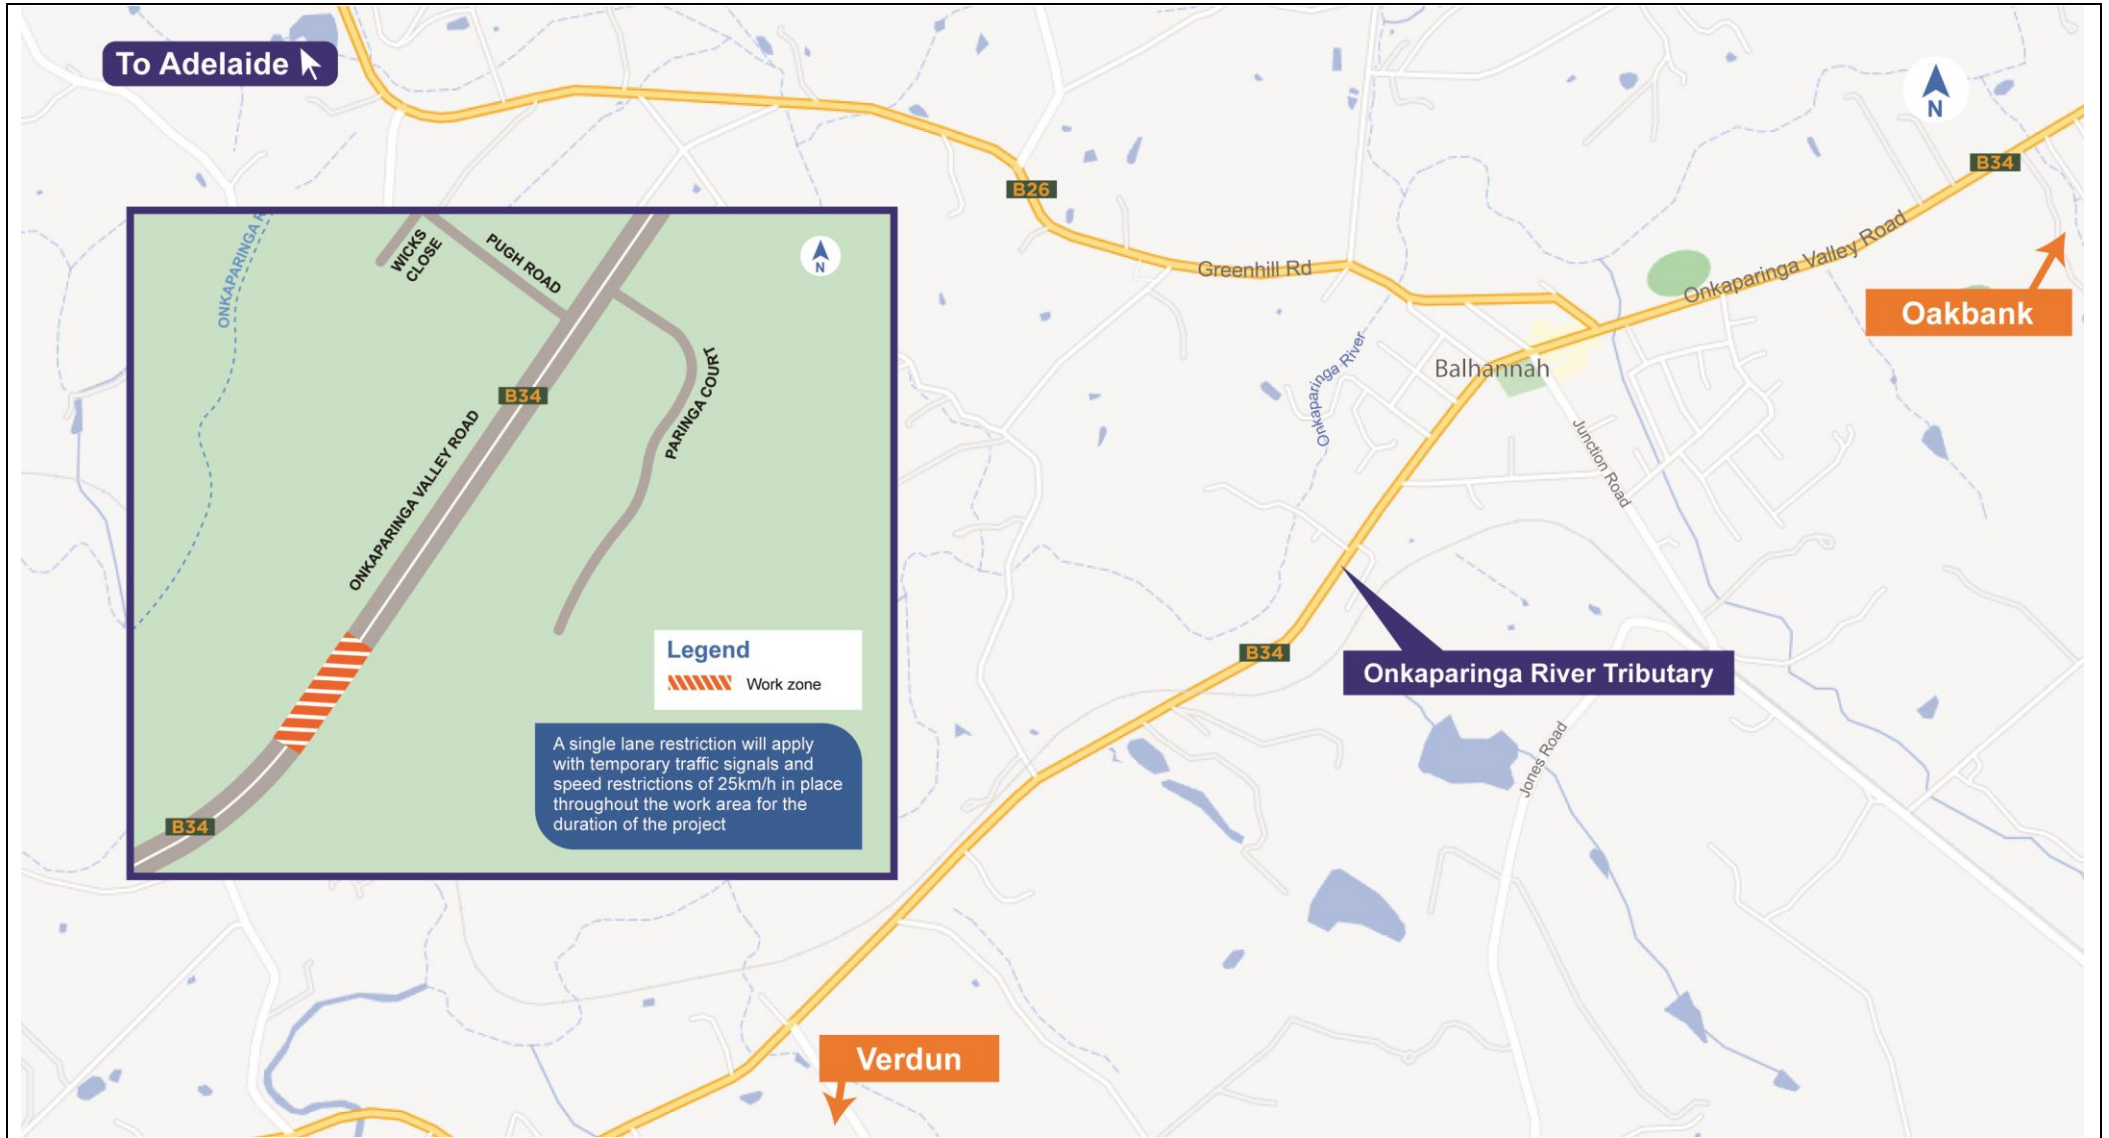 To Adelaide
N
B34
B26
Greenhill Rd
Onkaparinga Valley Road
Oakbank
Onkaparinga River
Balhannah
Junction Road
B34
Onkaparinga River Tributary
Jones Road
Verdun
ONKAPARINGA R
WICKS
CLOSE
PUGH ROAD
N
B34
PARINGA COURT
ONKAPARINGA VALLEY ROAD
Legend
Work zone
A single lane restriction will apply
with temporary traffic signals and
speed restrictions of 25km/h in place
throughout the work area for the
duration of the project
B34